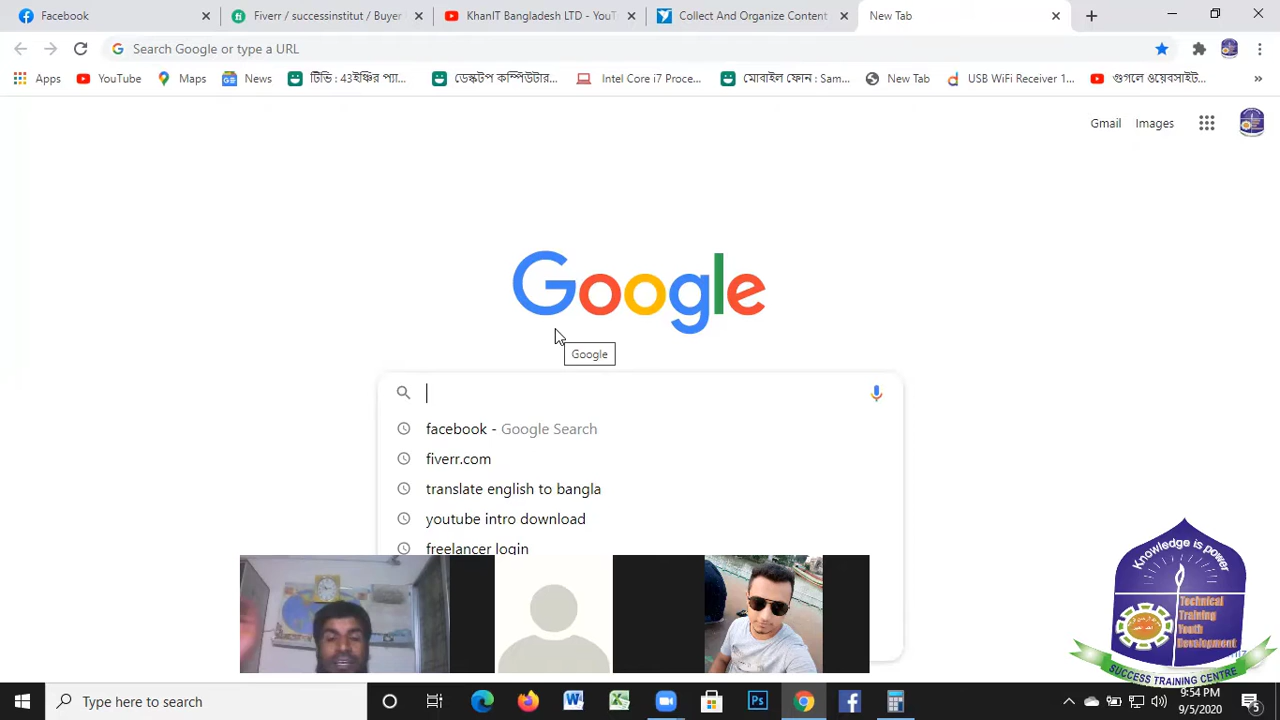 Facebook
Fiverr / successinstitut / Buyer
KhanIT Bangladesh LTD - YouT
Collect And Organize Content
New Tab
Search Google or type a URL
Apps
YouTube
Maps
News
টিভি : 43ইঞ্চির প্যা...
ডেস্কটপ কম্পিউটার...
Intel Core i7 Proce...
মোবাইল ফোন : Sam...
New Tab
USB WiFi Receiver 1...
গুগলে ওয়েবসাইট...
»
Gmail
Images
Google
Google
facebook - Google Search
fiverr.com
translate english to bangla
youtube intro download
freelancer login
Knowledge is power
Technical
Training
Youth
Development
SUCCESS TRAINING CENTRE
Type here to search
9:54 PM
9/5/2020
5